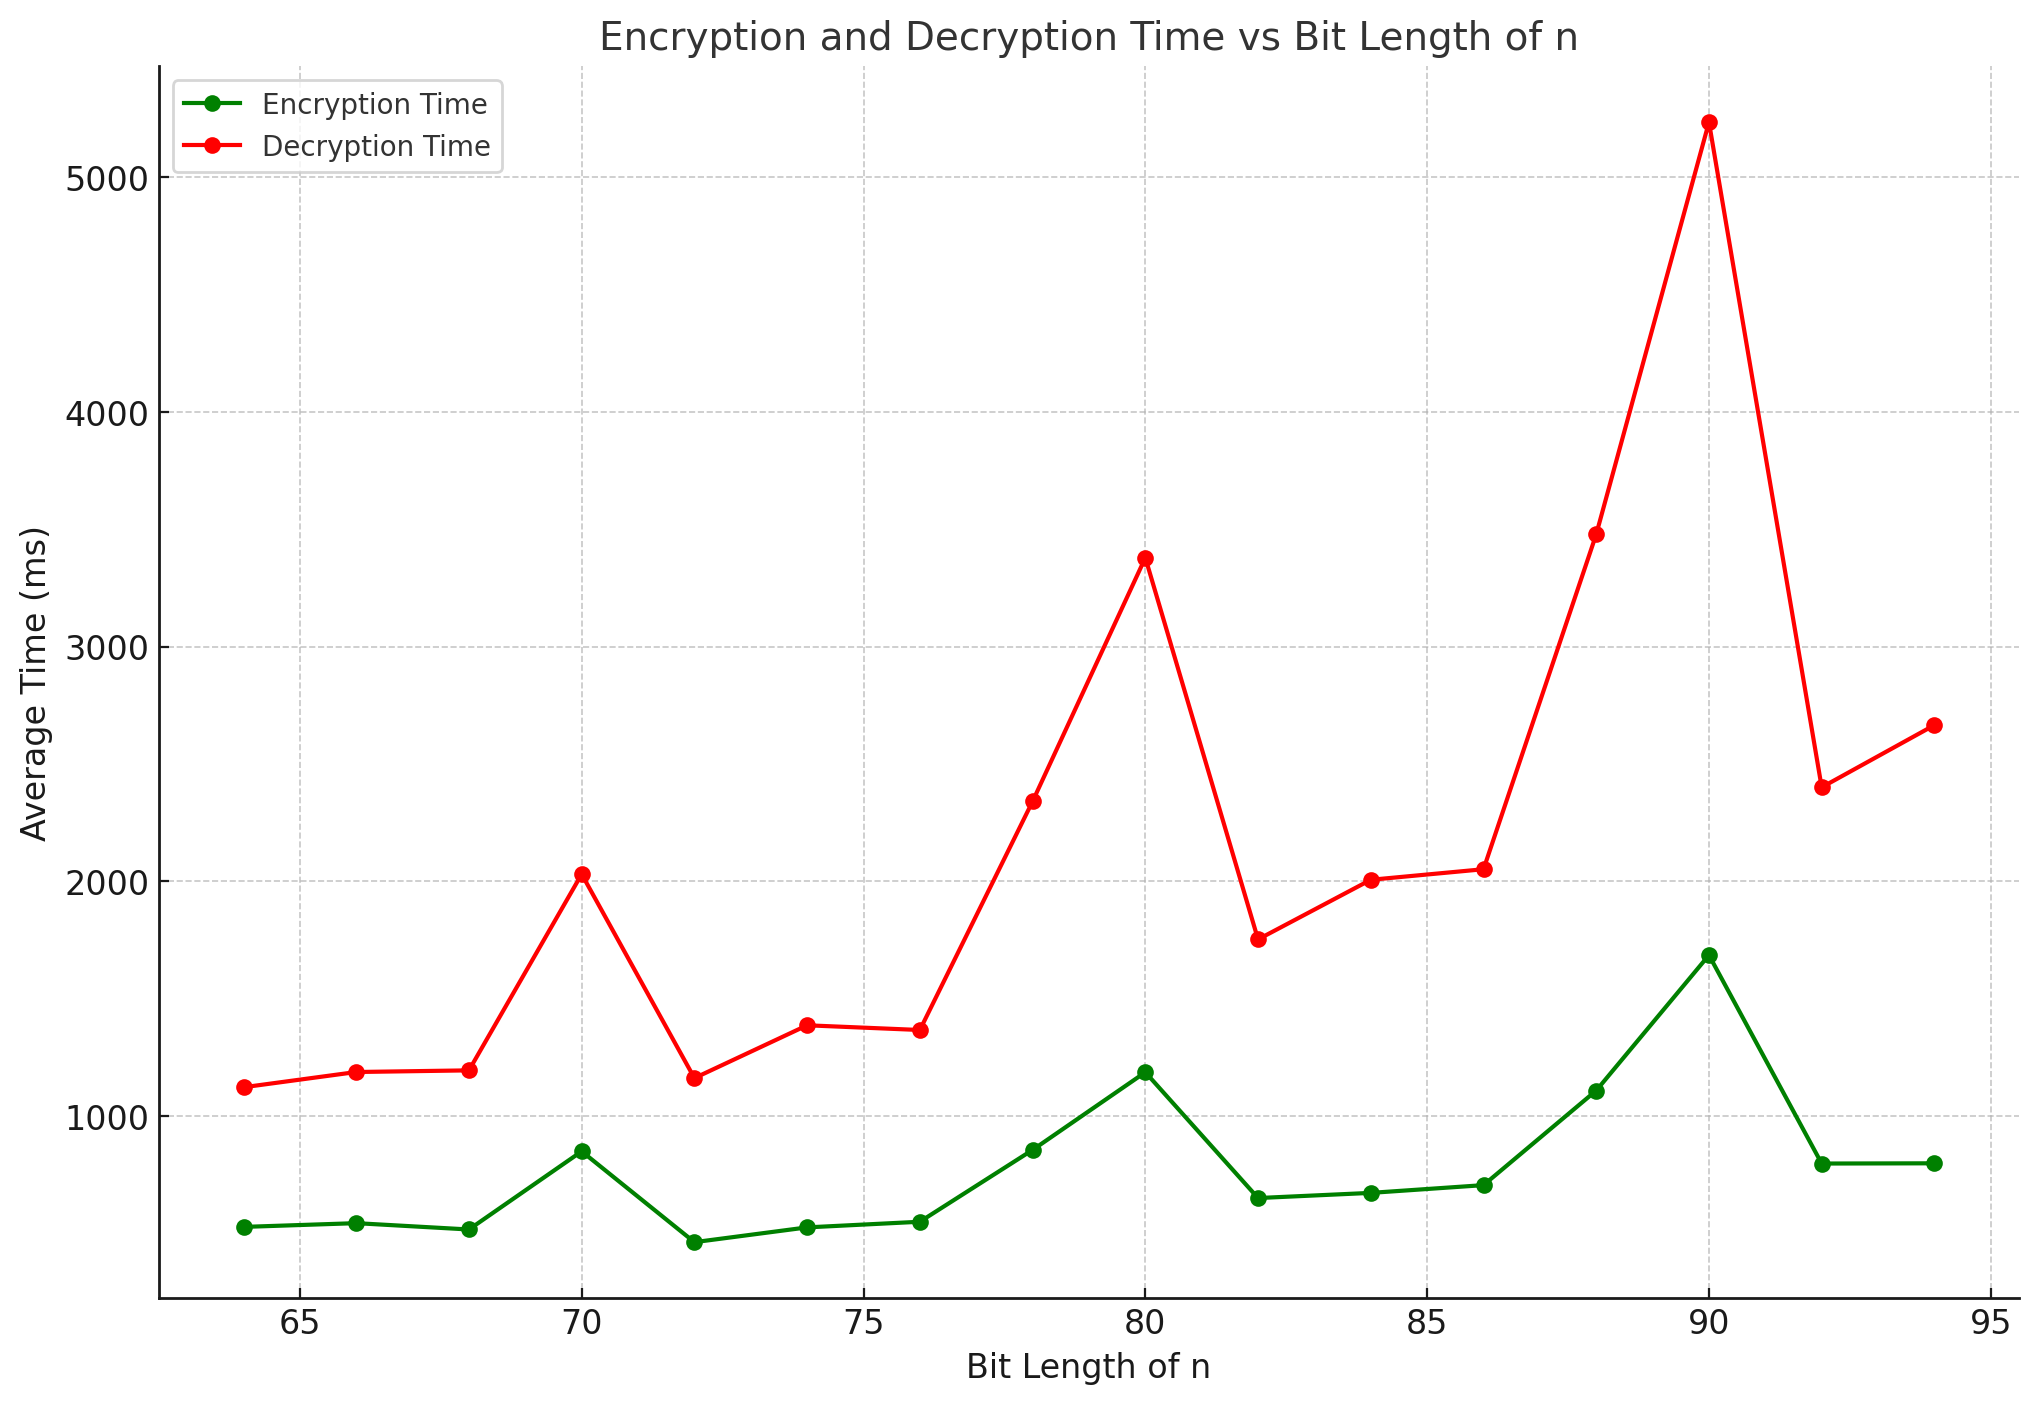 Encryption and Decryption Time vs Bit Length of n
Encryption Time
Decryption Time
5000
4000
3000
2000
1000
Average Time (ms)
65 70 75 80 85 90 95
Bit Length of n